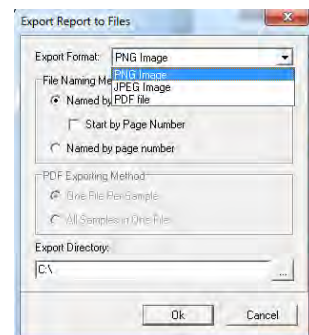 Export Report to Files
Export Format: PNG Image
PNG Image
JPEG Image
PDF file
File Naming Me
Named by
Start by Page Number
Named by page number
PDF Exporting Method
One File Per Sample
All Samples in One File
Export Directory:
C:\
...
Ok Cancel